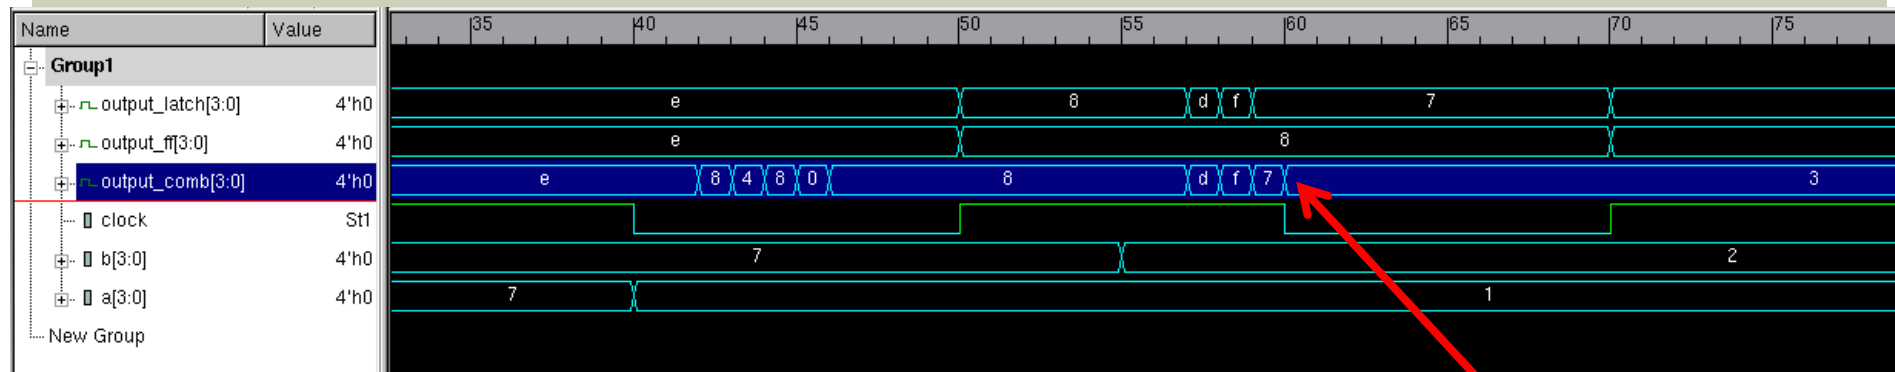 Name Value 35 40 45 50 55 60 65 70 75
Group1
output_latch[3:0] 4'h0 e 8 d f 7
output_ff[3:0] 4'h0 e 8
output_comb[3:0] 4'h0 e 8 4 8 0 8 d f 7 3
clock St1
b[3:0] 4'h0 7 2
a[3:0] 4'h0 7 1
New Group